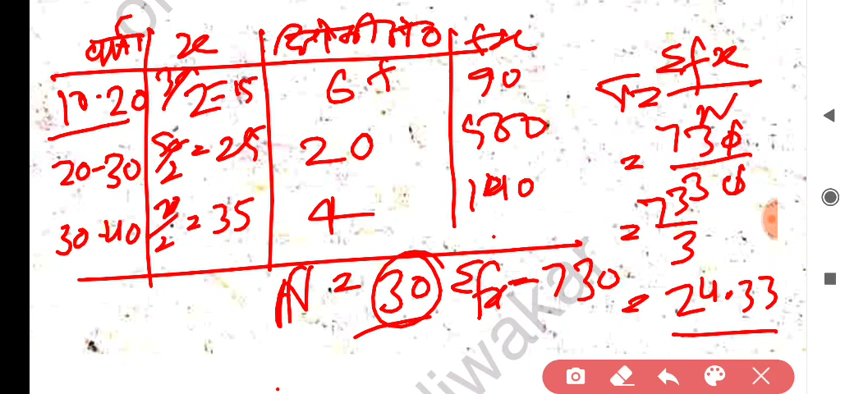 x fx
10-20 30/2=15 6 f 90
20-30 50/2=25 20 500
30-40 70/2=35 4 140
N = 30 Σfx=730
Σfx
N
= 730
30
= 73
3
= 24.33
diwakar